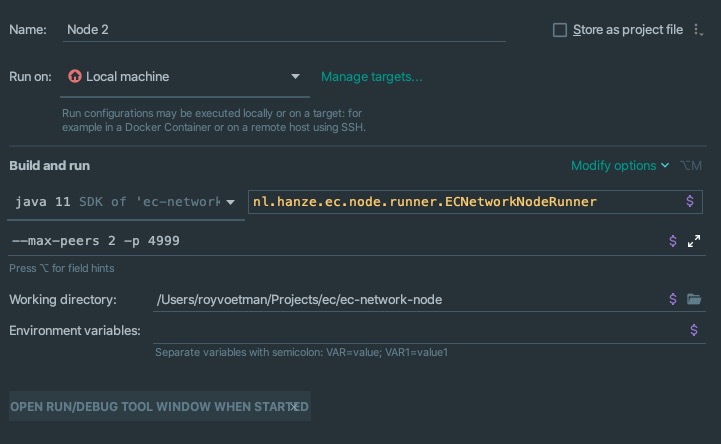 Name: Node 2 Store as project file
Run on: Local machine Manage targets...
Run configurations may be executed locally or on a target: for
example in a Docker Container or on a remote host using SSH.
Build and run Modify options ⌥M
java 11 SDK of 'ec-network nl.hanze.ec.node.runner.ECNetworkNodeRunner $
--max-peers 2 -p 4999 $
Press ⌥ for field hints
Working directory: /Users/royvoetman/Projects/ec/ec-network-node $
Environment variables: $
Separate variables with semicolon: VAR=value; VAR1=value1
OPEN RUN/DEBUG TOOL WINDOW WHEN STARTED